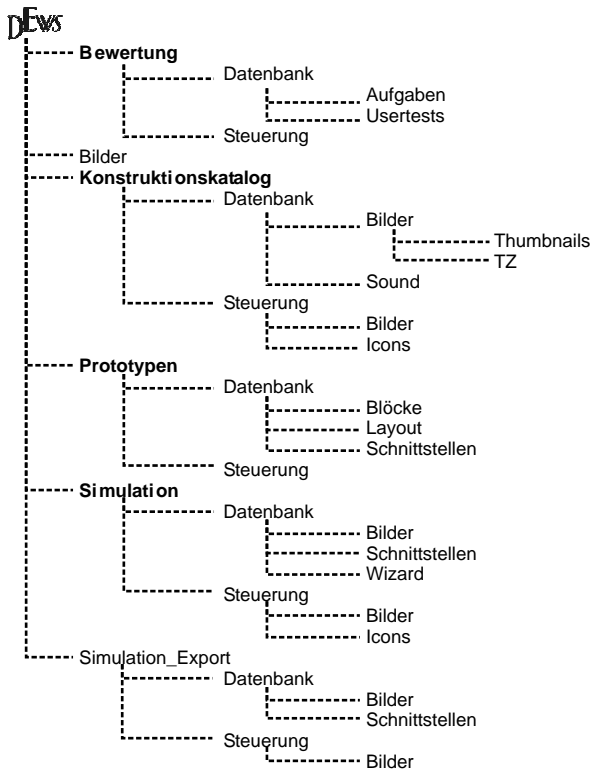 DEWS
Bewertung
Datenbank
Aufgaben
Usertests
Steuerung
Bilder
Konstruktionskatalog
Datenbank
Bilder
Thumbnails
TZ
Sound
Steuerung
Bilder
Icons
Prototypen
Datenbank
Blöcke
Layout
Schnittstellen
Steuerung
Simulation
Datenbank
Bilder
Schnittstellen
Wizard
Steuerung
Bilder
Icons
Simulation_Export
Datenbank
Bilder
Schnittstellen
Steuerung
Bilder